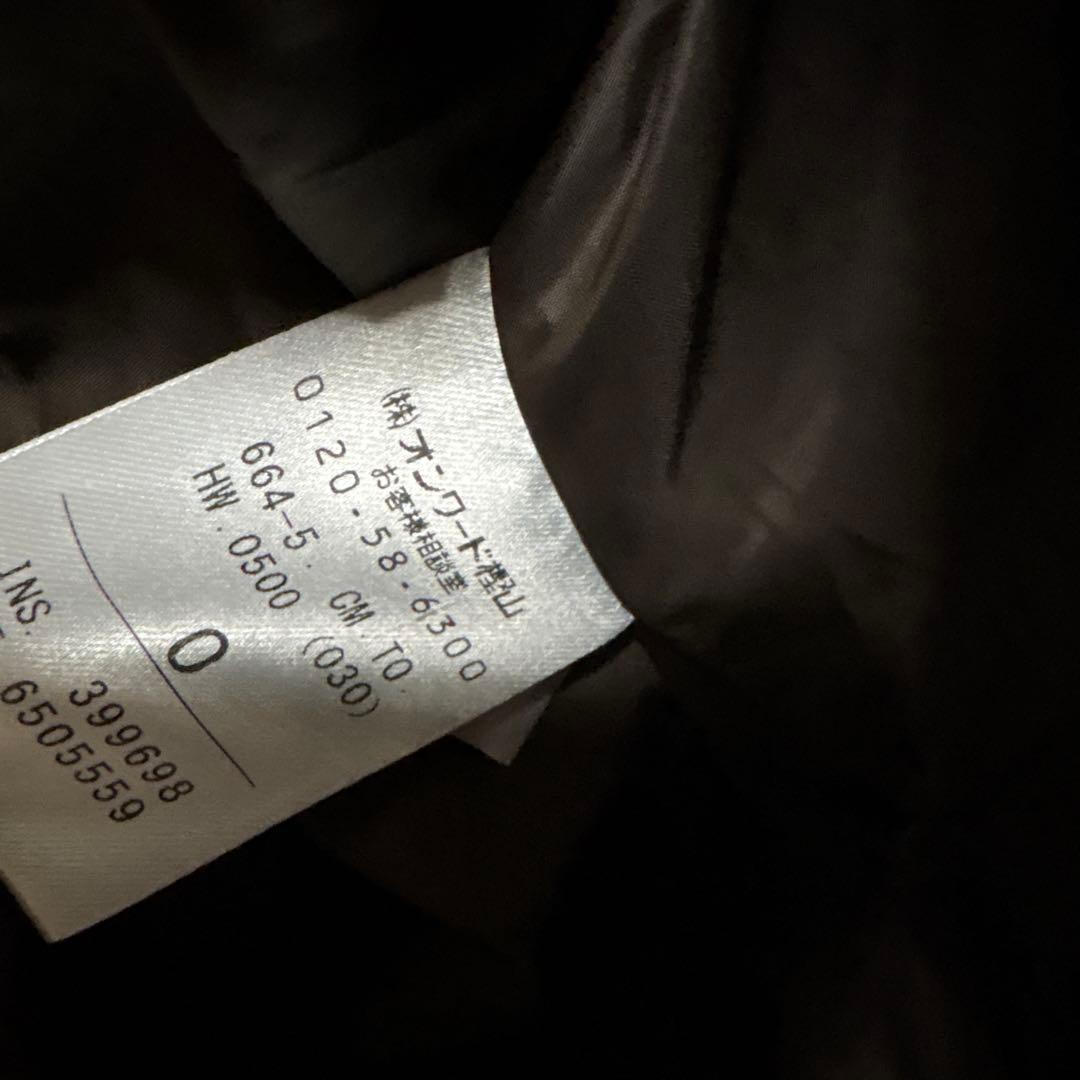 (株)オンワード樫山
お客様相談室
0120-58-6300
664-5. CM.TO.
HW.0500 (030)
0
INS. 399698
6505559